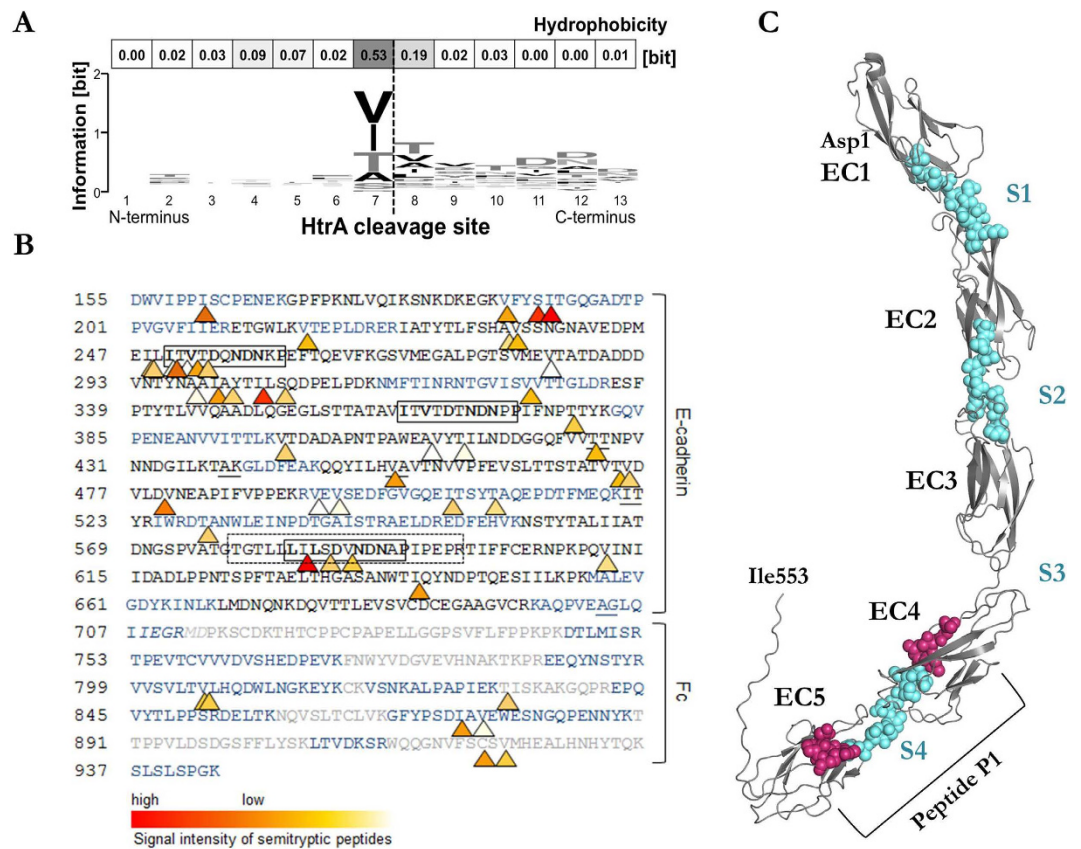 A
Hydrophobicity
0.00 0.02 0.03 0.09 0.07 0.02 0.53 0.19 0.02 0.03 0.00 0.00 0.01 [bit]
Information [bit]
2
1
0
V
I
T
A
T
V
A
V
T
D
D
N
1 2 3 4 5 6 7 8 9 10 11 12 13
N-terminus C-terminus
HtrA cleavage site
B
155 DWVIPPISCPENEKGPFPKNLVQIKSNKDKEGKVFYSITGQGADTP
201 PVGVFIIERETGWLKVTEPLDRERIATYTLFSHAVSSNGNAVEDPM
247 EILITVTDQNDNKPEFTQEVFKGSVMEGALPGTSVMEVTATDADDD
293 VNTYNAAIAYTILSQDPELPDKNMFTINRNTGVISVVTTGLDRESF
339 PTYTLVVQAADLQGEGLSTTATAVITVTDTNDNPPIFNPTTYKGQV
385 PENEANVVITTLKVTDADAPNTPAWEAVYTILNDDGGQFVVTTNPV
431 NNDGILKTAKGLDFEAKQQYILHVAVTNVVPFEVSLTTSTATVTVD
477 VLDVNEAPIFVPPEKRVEVSEDFGVGQEITSYTAQEPDTFMEQKIT
523 YRIWRDTANWLEINPDTGAISTRAELDREDFEHVKNSTYTALIIAT
569 DNGSPVATGTGTLLLILSDVNDNAPIPEPRTIFFCERNPKPQVINI
615 IDADLPPNTSPFTAELTHGASANWTIQYNDPTQESIILKPKMALEV
661 GDYKINLKLMDNQNKDQVTTLEVSVCDCEGAAGVCRKAQPVEAGLQ
707 IIEGRMDPKSCDKTHTCPPCPAPELLGGPSVFLFPPKPKDTLMISR
753 TPEVTCVVVDVSHEDPEVKFNWYVDGVEVHNAKTKPREEQYNSTYR
799 VVSVLTVLHQDWLNGKEYKCKVSNKALPAPIEKTISKAKGQPREPQ
845 VYTLPPSRDELTKNQVSLTCLVKGFYPSDIAVEWESNGQPENNYKT
891 TPPVLDSDGSFFLYSKLTVDKSRWQQGNVFSCSVMHEALHNHYTQK
937 SLSLSPGK
E-cadherin
Fc
high low
Signal intensity of semitryptic peptides
C
Asp1
EC1
S1
EC2
S2
EC3
S3
Ile553
EC4
EC5
S4
Peptide P1